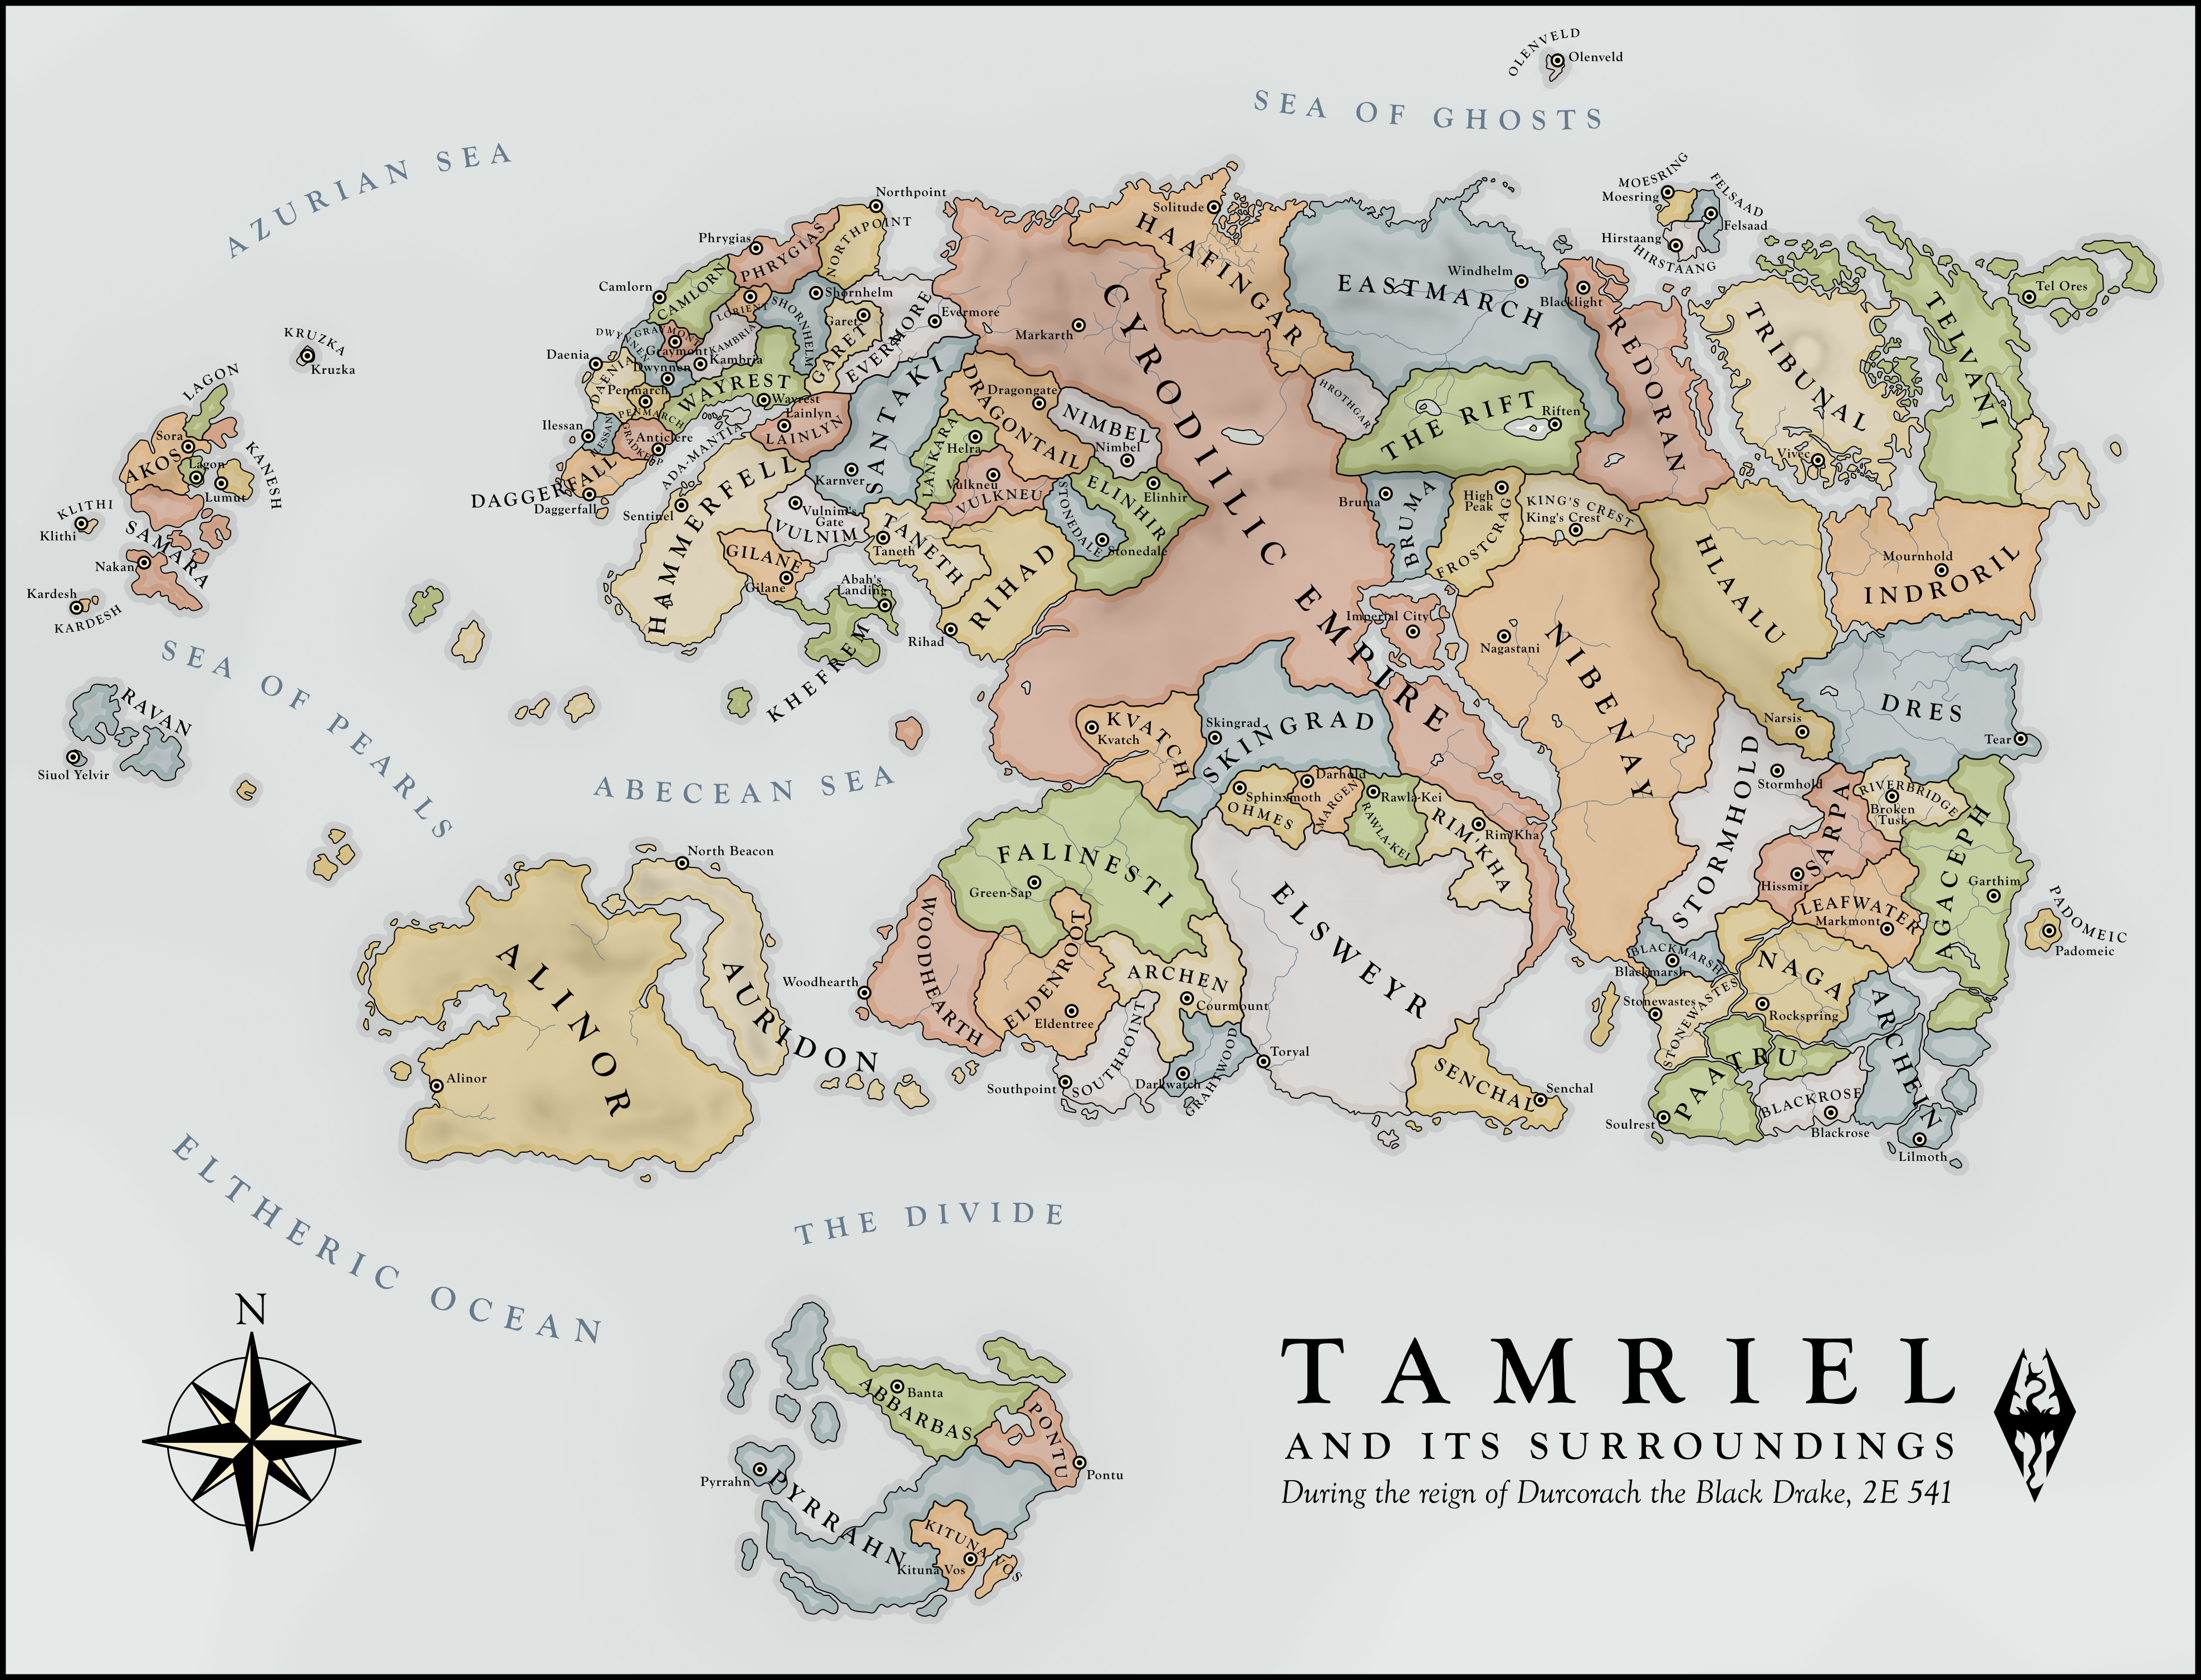 OLENVELD
Olenveld
SEA OF GHOSTS
AZURIAN SEA
MOESRING
Moesring
FELSAAD
Felsaad
Hirstaang
HIRSTAANG
Northpoint
NORTHPOINT
Solitude
HAAFINGAR
Phrygias
PHRYGIAS
Camlorn
CAMLORN
LORIENT
Shornhelm
SHORNHELM
Garet
GARET
Evermore
EVERMORE
Markarth
CYRODILIC EMPIRE
EASTMARCH
Windhelm
Blacklight
REDORAN
TRIBUNAL
Vivec
TELVANI
Tel Ores
KRUZKA
Kruzka
DWYNNEN
GRAYMONT
Graymont
KAMBRIA
Kambria
Daenia
DAENIA
Dwynnen
Penmarch
PENMARCH
WAYREST
Wayrest
Ilessan
ILESSAN
Anticlere
GRADKEEP
ADA-MANTIA
Lainlyn
LAINLYN
DAGGERFALL
Daggerfall
SANTAKI
Karnver
LANKARA
Helra
DRAGONTAIL
Dragongate
NIMBEL
Nimbel
HROTHGAR
THE RIFT
Riften
LAGON
Sora
AKOS
Lagon
Lumut
KANESH
KLITHI
Klithi
SAMARA
Nakan
Kardesh
KARDESH
Sentinel
HAMMERFELL
Vulnim's
Gate
VULNIM
Vulkneu
VULKNEU
STONEDALE
Stonedale
ELINHIR
Elinhir
GILANE
Gilane
TANETH
Taneth
RIHAD
Rihad
Abah's
Landing
KHEFREM
Bruma
BRUMA
High
Peak
FROSTCRAG
KING'S CREST
King's Crest
HLAALU
Narsis
Mournhold
INDRORIL
Imperial City
Nagastani
NIBENAY
DRES
Tear
SEA OF PEARLS
RAVAN
Siuol Yelvir
ABECEAN SEA
KVATCH
Kvatch
Skingrad
SKINGRAD
Sphinxmoth
OHMES
Darhold
MARGEN
Rawla-Kei
RAWLA-KEI
RIM'KHA
Rim'Kha
STORMHOLD
Stormhold
RIVERBRIDGE
Broken
Tusk
SARPA
Hissmir
LEAFWATER
Markmont
AGACEPH
Garthim
PADOMEIC
Padomeic
North Beacon
ALINOR
Alinor
AURIDON
FALINESTI
Green-Sap
WOODHEARTH
Woodhearth
ELDENROOT
Eldentree
ARCHEN
Courmount
SOUTHPOINT
Southpoint
Darkwatch
GRAHTWOOD
ELSWEYR
Torval
SENCHAL
Senchal
BLACKMARSH
Blackmarsh
Stonewastes
STONEWASTES
NAGA
Rockspring
ARCHEIN
Lilmoth
PAATRU
Soulrest
BLACKROSE
Blackrose
ELTHERIC OCEAN
THE DIVIDE
N
ABBARBAS
Banta
PONTU
Pontu
PYRRAHN
Pyrrahn
KITUNA VOS
Kituna Vos
TAMRIEL
AND ITS SURROUNDINGS
During the reign of Durcorach the Black Drake, 2E 541